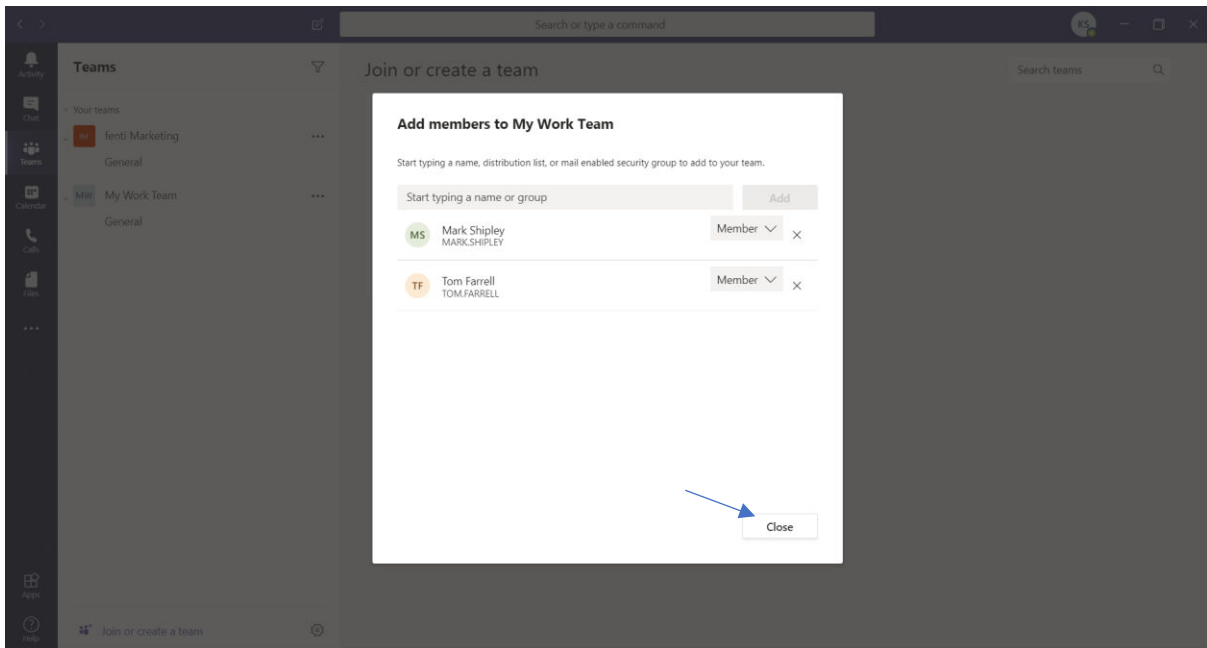 Search or type a command
KS
Activity
Chat
Teams
Calendar
Calls
Files
Apps
Help
Teams
Your teams
fenti Marketing
General
MW My Work Team
General
Join or create a team
Join or create a team
Search teams
Add members to My Work Team
Start typing a name, distribution list, or mail enabled security group to add to your team.
Start typing a name or group
Add
MS
Mark Shipley
MARK.SHIPLEY
Member
TF
Tom Farrell
TOM.FARRELL
Member
Close